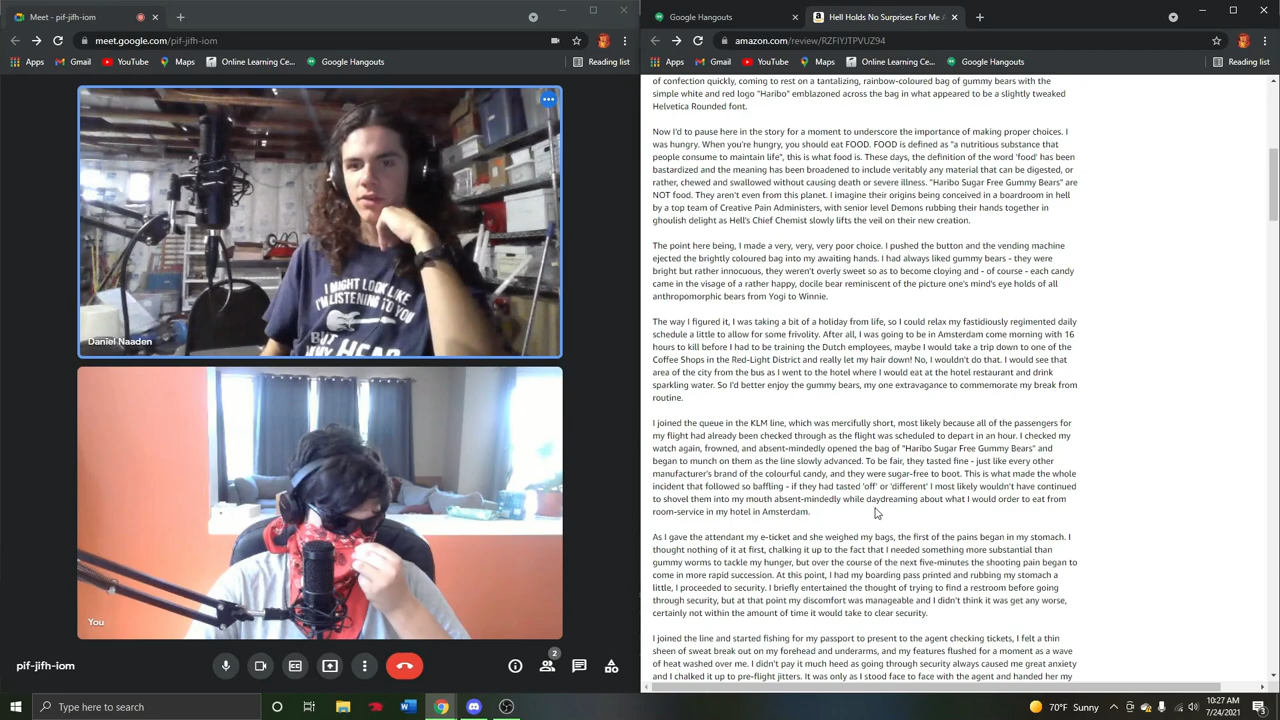 Meet - pif-jifh-iom
Google Hangouts
Hell Holds No Surprises For Me
meet.google.com/pif-jifh-iom
amazon.com/review/RZFIYJTPVUZ94
Apps Gmail YouTube Maps Online Learning Ce... Google Hangouts Reading list
Apps Gmail YouTube Maps Online Learning Ce... Google Hangouts Reading list
I MIGHT LOOK LIKE
I'M LISTENING TO
YOU
BUT
HEAD
Daniel Naaden
You
pif-jifh-iom
2
of confection quickly, coming to rest on a tantalizing, rainbow-coloured bag of gummy bears with the
simple white and red logo "Haribo" emblazoned across the bag in what appeared to be a slightly tweaked
Helvetica Rounded font.
Now I'd to pause here in the story for a moment to underscore the importance of making proper choices. I
was hungry. When you're hungry, you should eat FOOD. FOOD is defined as "a nutritious substance that
people consume to maintain life", this is what food is. These days, the definition of the word 'food' has been
bastardized and the meaning has been broadened to include veritably any material that can be digested, or
rather, chewed and swallowed without causing death or severe illness. "Haribo Sugar Free Gummy Bears" are
NOT food. They aren't even from this planet. I imagine their origins being conceived in a boardroom in hell
by a top team of Creative Pain Administers, with senior level Demons rubbing their hands together in
ghoulish delight as Hell's Chief Chemist slowly lifts the veil on their new creation.
The point here being, I made a very, very, very poor choice. I pushed the button and the vending machine
ejected the brightly coloured bag into my awaiting hands. I had always liked gummy bears - they were
bright but rather innocuous, they weren't overly sweet so as to become cloying and - of course - each candy
came in the visage of a rather happy, docile bear reminiscent of the picture one's mind's eye holds of all
anthropomorphic bears from Yogi to Winnie.
The way I figured it, I was taking a bit of a holiday from life, so I could relax my fastidiously regimented daily
schedule a little to allow for some frivolity. After all, I was going to be in Amsterdam come morning with 16
hours to kill before I had to be training the Dutch employees, maybe I would take a trip down to one of the
Coffee Shops in the Red-Light District and really let my hair down! No, I wouldn't do that. I would see that
area of the city from the bus as I went to the hotel where I would eat at the hotel restaurant and drink
sparkling water. So I'd better enjoy the gummy bears, my one extravagance to commemorate my break from
routine.
I joined the queue in the KLM line, which was mercifully short, most likely because all of the passengers for
my flight had already been checked through as the flight was scheduled to depart in an hour. I checked my
watch again, frowned, and absent-mindedly opened the bag of "Haribo Sugar Free Gummy Bears" and
began to munch on them as the line slowly advanced. To be fair, they tasted fine - just like every other
manufacturer's brand of the colourful candy, and they were sugar-free to boot. This is what made the whole
incident that followed so baffling - if they had tasted 'off' or 'different' I most likely wouldn't have continued
to shovel them into my mouth absent-mindedly while daydreaming about what I would order to eat from
room-service in my hotel in Amsterdam.
As I gave the attendant my e-ticket and she weighed my bags, the first of the pains began in my stomach. I
thought nothing of it at first, chalking it up to the fact that I needed something more substantial than
gummy worms to tackle my hunger, but over the course of the next five-minutes the shooting pain began to
come in more rapid succession. At this point, I had my boarding pass printed and rubbing my stomach a
little, I proceeded to security. I briefly entertained the thought of trying to find a restroom before going
through security, but at that point my discomfort was manageable and I didn't think it was get any worse,
certainly not within the amount of time it would take to clear security.
I joined the line and started fishing for my passport to present to the agent checking tickets, I felt a thin
sheen of sweat break out on my forehead and underarms, and my features flushed for a moment as a wave
of heat washed over me. I didn't pay it much heed as going through security always caused me great anxiety
and I chalked it up to pre-flight jitters. It was only as I stood face to face with the agent and handed her my
Type here to search
70°F Sunny
10:27 AM
7/24/2021
3